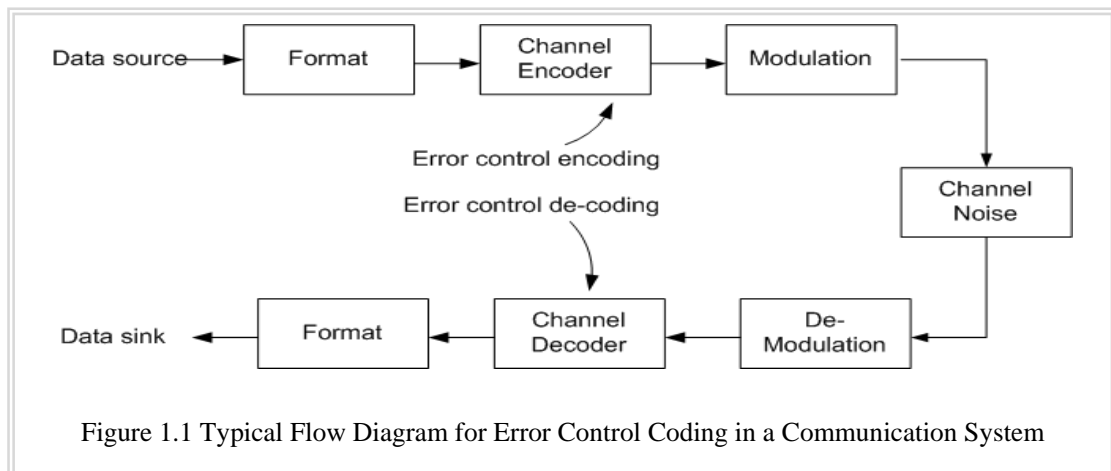 Data source
Format
Channel
Encoder
Modulation
Error control encoding
Channel
Noise
Error control de-coding
Data sink
Format
Channel
Decoder
De-
Modulation
Figure 1.1 Typical Flow Diagram for Error Control Coding in a Communication System